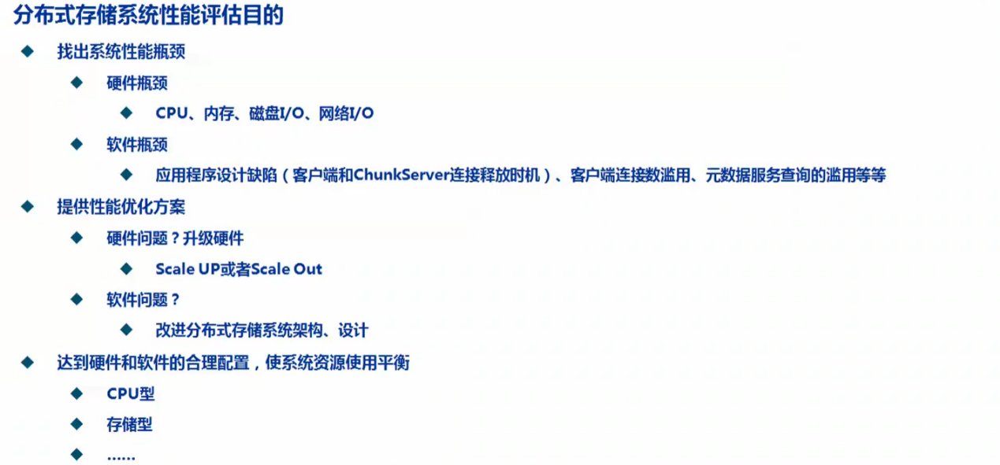 分布式存储系统性能评估目的
找出系统性能瓶颈
硬件瓶颈
CPU、内存、磁盘I/O、网络I/O
软件瓶颈
应用程序设计缺陷（客户端和ChunkServer连接释放时机）、客户端连接数滥用、元数据服务查询的滥用等等
提供性能优化方案
硬件问题？升级硬件
Scale UP或者Scale Out
软件问题？
改进分布式存储系统架构、设计
达到硬件和软件的合理配置，使系统资源使用平衡
CPU型
存储型
……